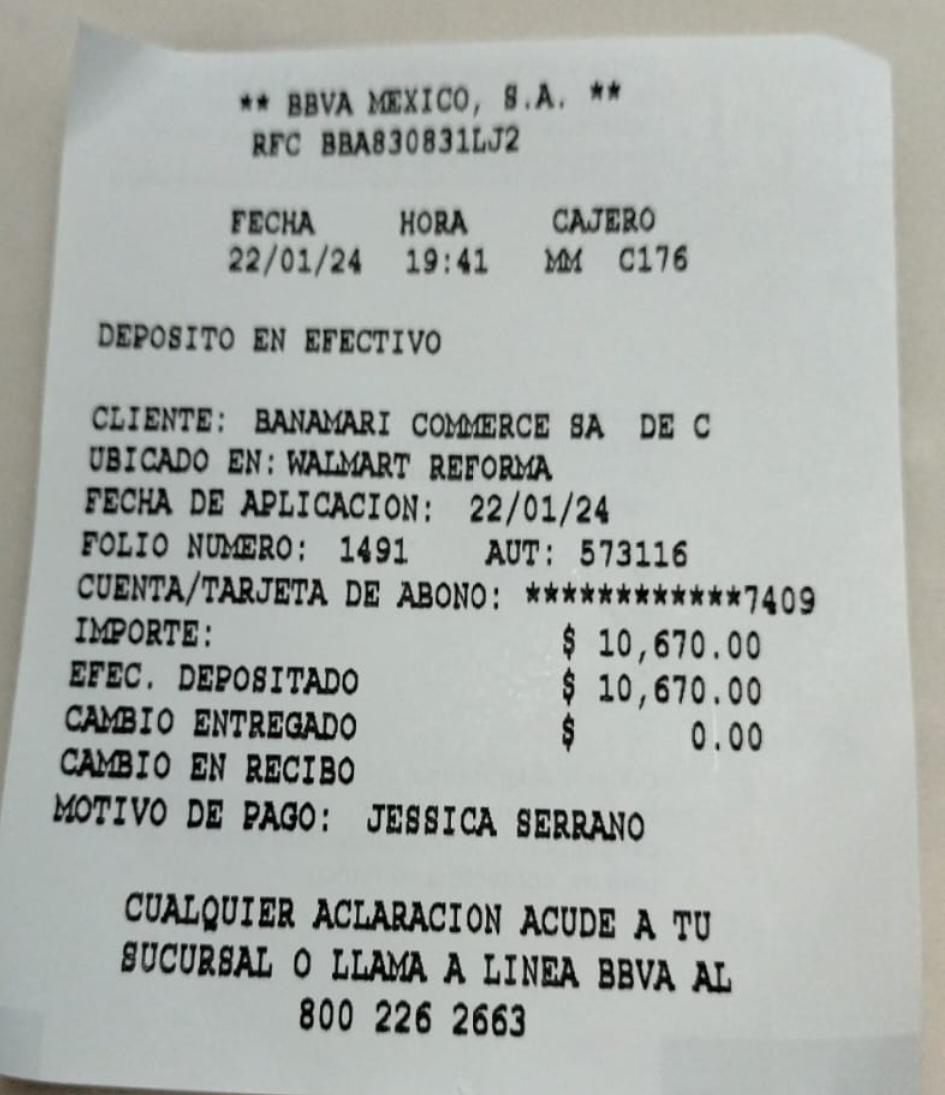 ** BBVA MEXICO, S.A. **
RFC BBA830831LJ2
FECHA HORA CAJERO
22/01/24 19:41 MM C176
DEPOSITO EN EFECTIVO
CLIENTE: BANAMARI COMMERCE SA DE C
UBICADO EN: WALMART REFORMA
FECHA DE APLICACION: 22/01/24
FOLIO NUMERO: 1491 AUT: 573116
CUENTA/TARJETA DE ABONO: ************7409
IMPORTE: $ 10,670.00
EFEC. DEPOSITADO $ 10,670.00
CAMBIO ENTREGADO $ 0.00
CAMBIO EN RECIBO
MOTIVO DE PAGO: JESSICA SERRANO
CUALQUIER ACLARACION ACUDE A TU
SUCURSAL O LLAMA A LINEA BBVA AL
800 226 2663